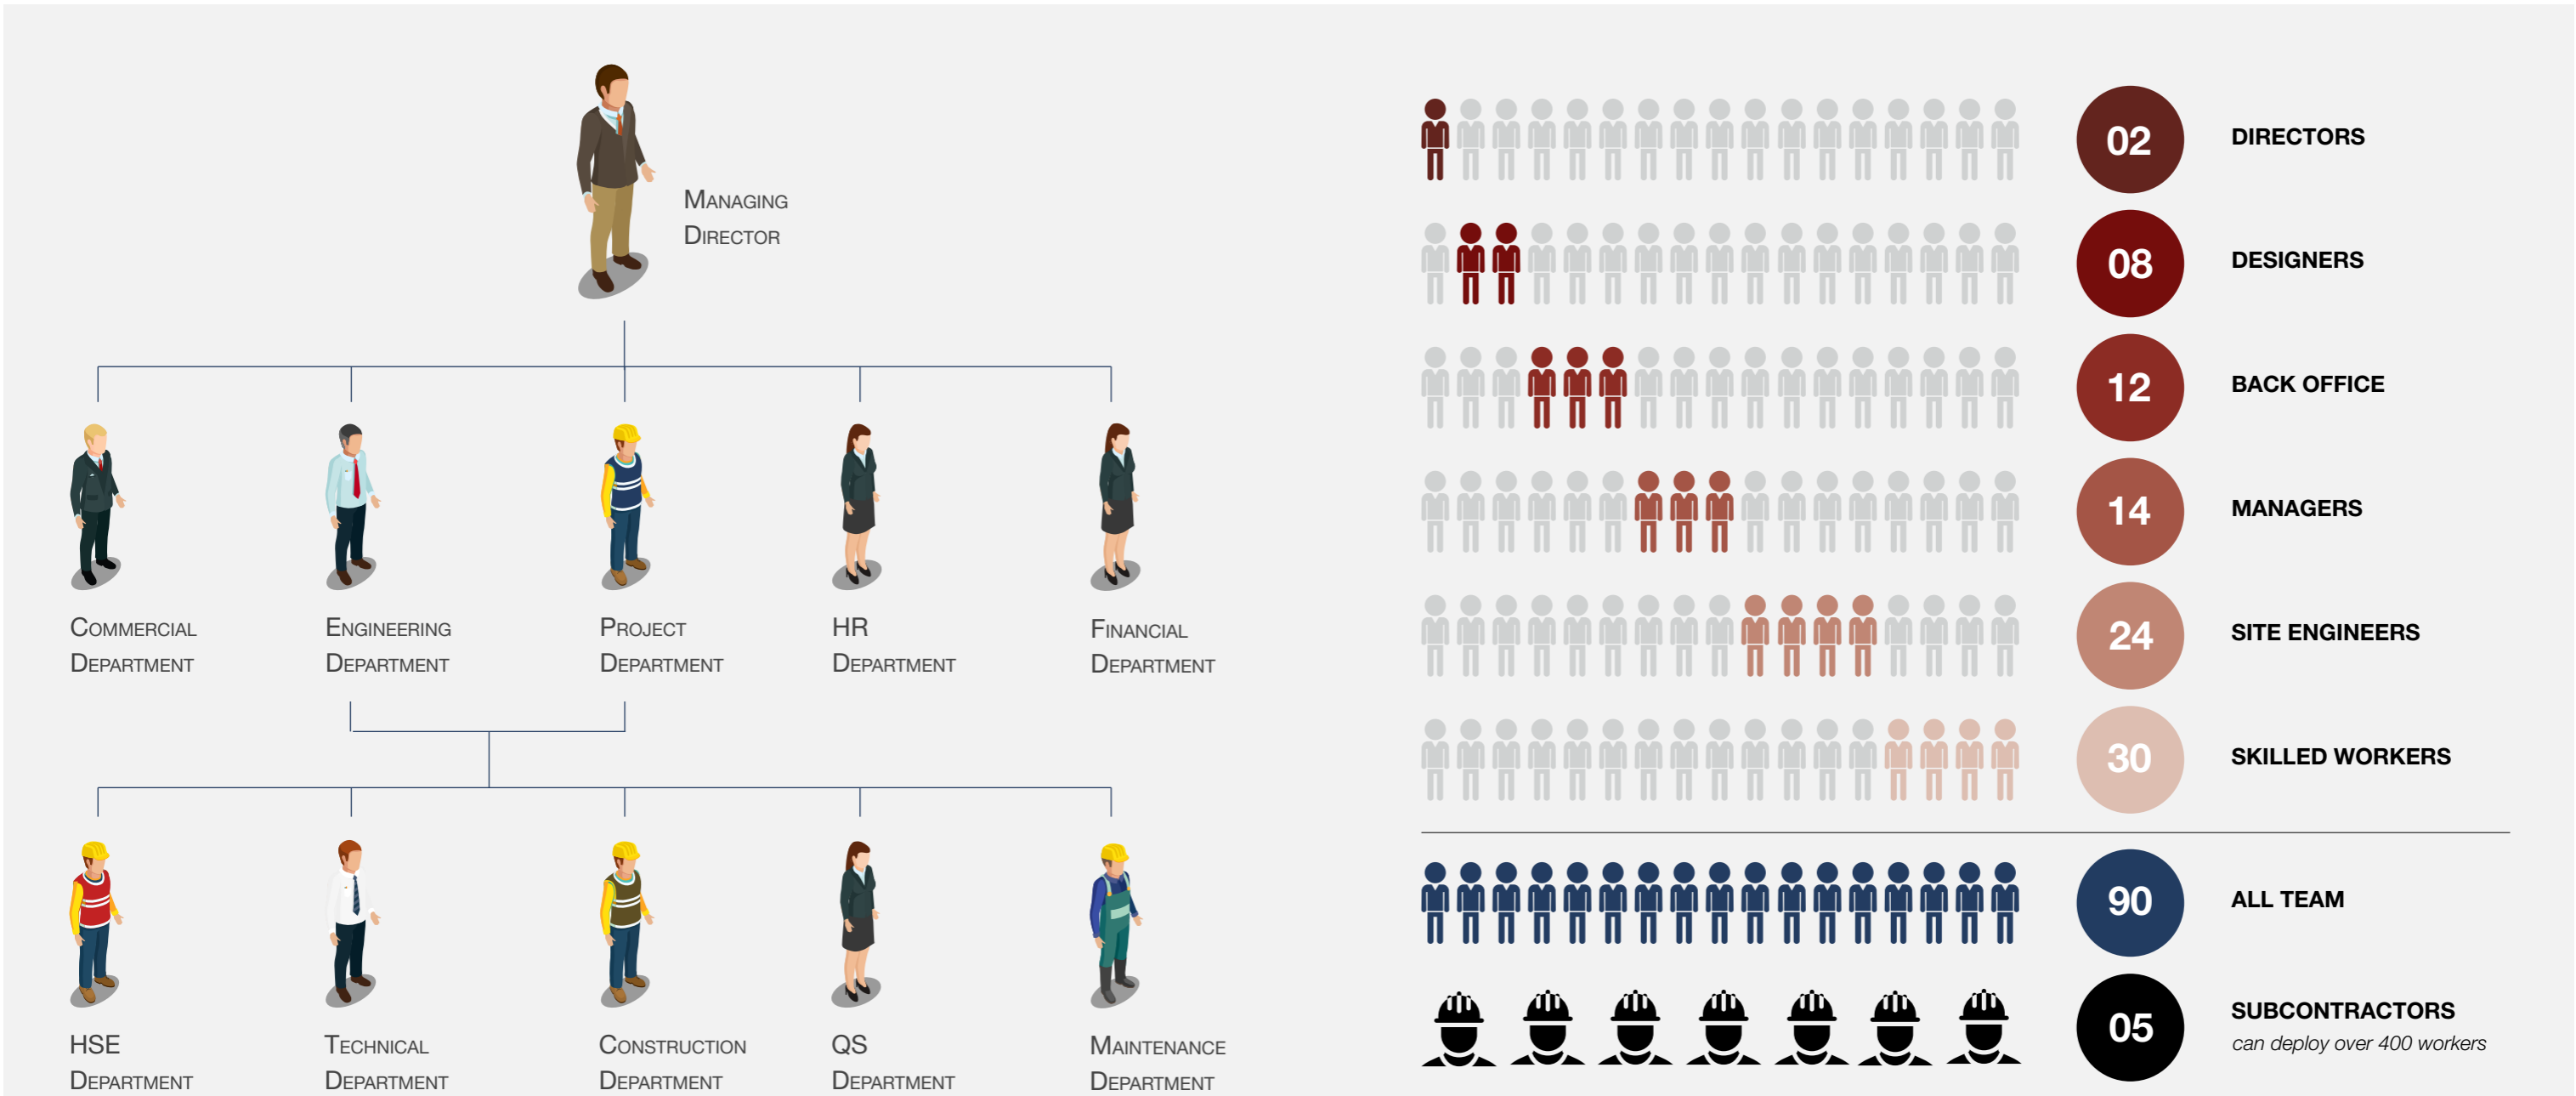 Managing
Director
Commercial
Department
Engineering
Department
Project
Department
HR
Department
Financial
Department
HSE
Department
Technical
Department
Construction
Department
QS
Department
Maintenance
Department
02 DIRECTORS
08 DESIGNERS
12 BACK OFFICE
14 MANAGERS
24 SITE ENGINEERS
30 SKILLED WORKERS
90 ALL TEAM
05 SUBCONTRACTORS
can deploy over 400 workers